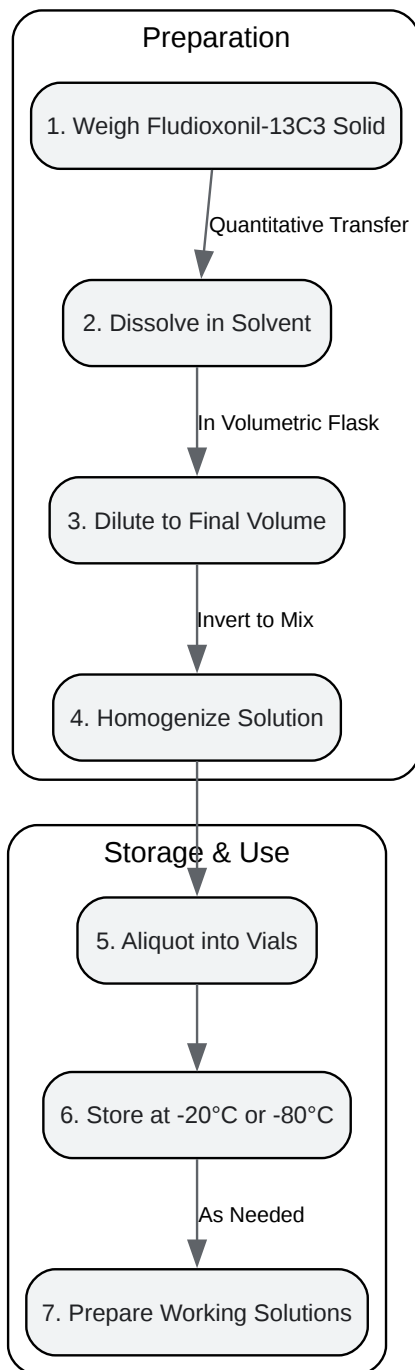 Preparation
1. Weigh Fludioxonil-13C3 Solid
Quantitative Transfer
2. Dissolve in Solvent
In Volumetric Flask
3. Dilute to Final Volume
Invert to Mix
4. Homogenize Solution
Storage & Use
5. Aliquot into Vials
6. Store at -20°C or -80°C
As Needed
7. Prepare Working Solutions